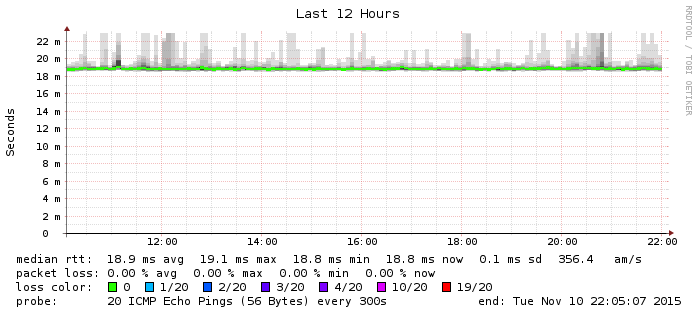 Last 12 Hours
RRDTOOL / TOBI OETIKER
Seconds
22 m
20 m
18 m
16 m
14 m
12 m
10 m
8 m
6 m
4 m
2 m
0
12:00 14:00 16:00 18:00 20:00 22:00
median rtt: 18.9 ms avg 19.1 ms max 18.8 ms min 18.8 ms now 0.1 ms sd 356.4 am/s
packet loss: 0.00 % avg 0.00 % max 0.00 % min 0.00 % now
loss color: 0 1/20 2/20 3/20 4/20 10/20 19/20
probe: 20 ICMP Echo Pings (56 Bytes) every 300s end: Tue Nov 10 22:05:07 2015